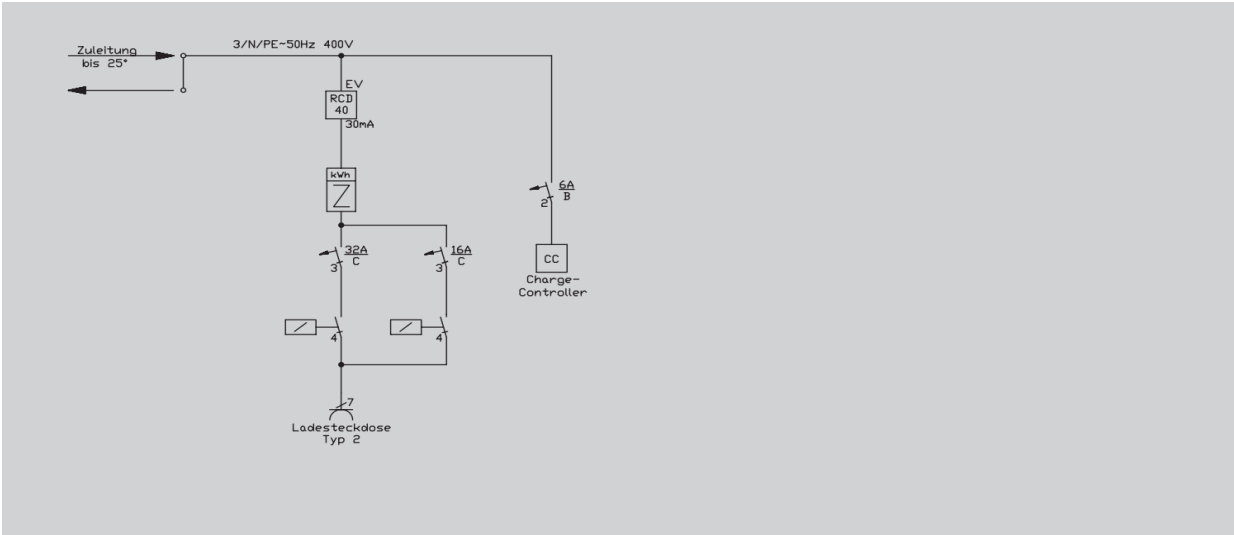 Zuleitung
bis 25°
3/N/PE~50Hz 400V
EV
RCD
40
30mA
kWh
Z
6A
B
2
32A
C
3
16A
C
3
CC
Charge-
Controller
4
4
7
Ladesteckdose
Typ 2